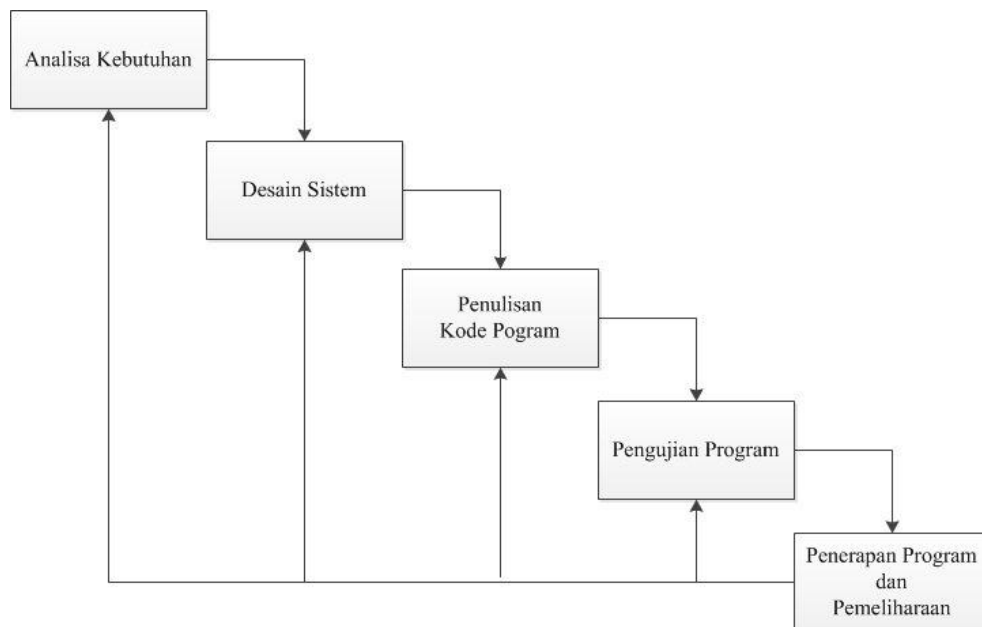 Analisa Kebutuhan
Desain Sistem
Penulisan
Kode Pogram
Pengujian Program
Penerapan Program
dan
Pemeliharaan